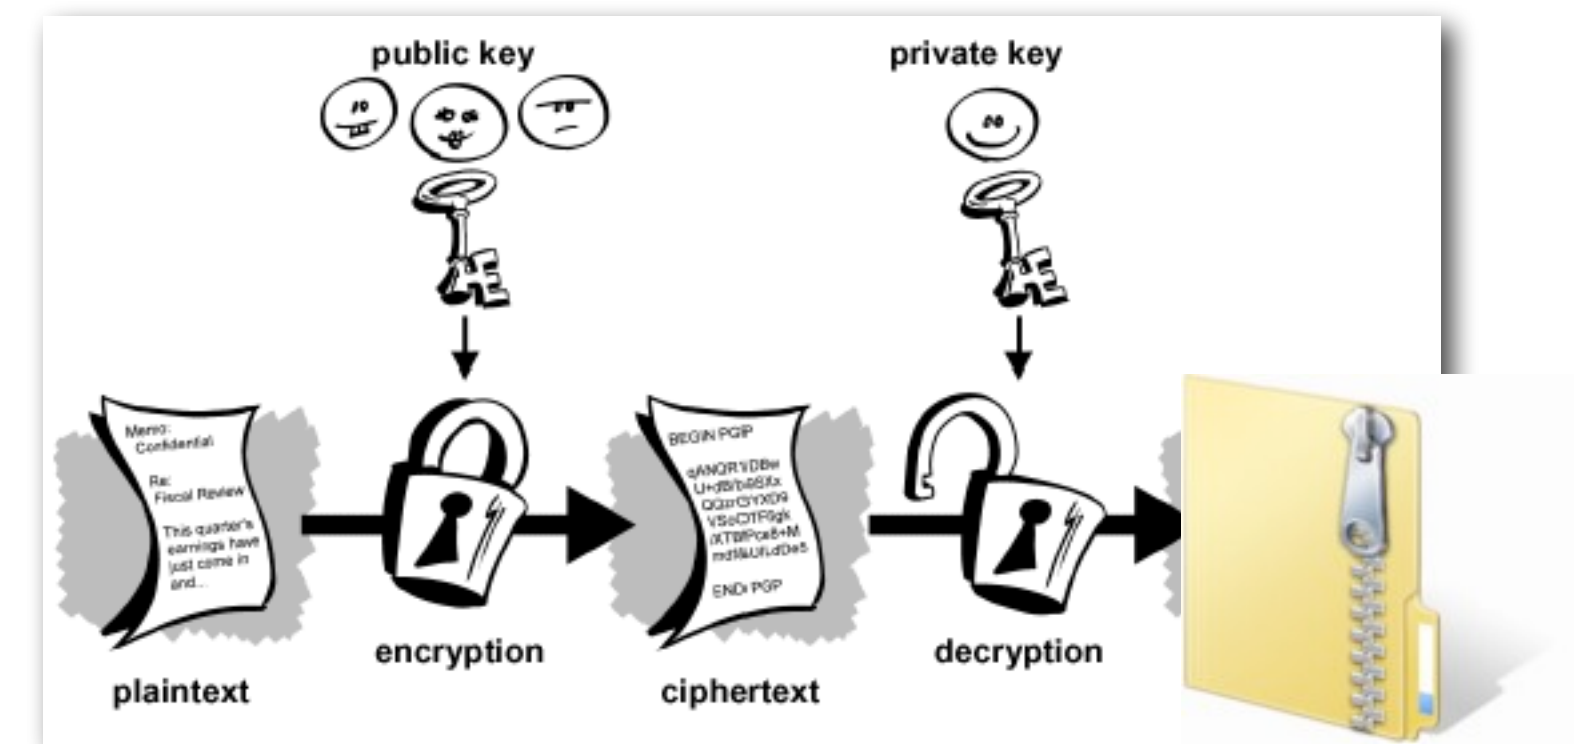 public key
private key
Memo:
Confidential
Re:
Fiscal Review
This quarter's
earnings have
just come in
and...
BEGIN PGP
END PGP
encryption
decryption
plaintext
ciphertext